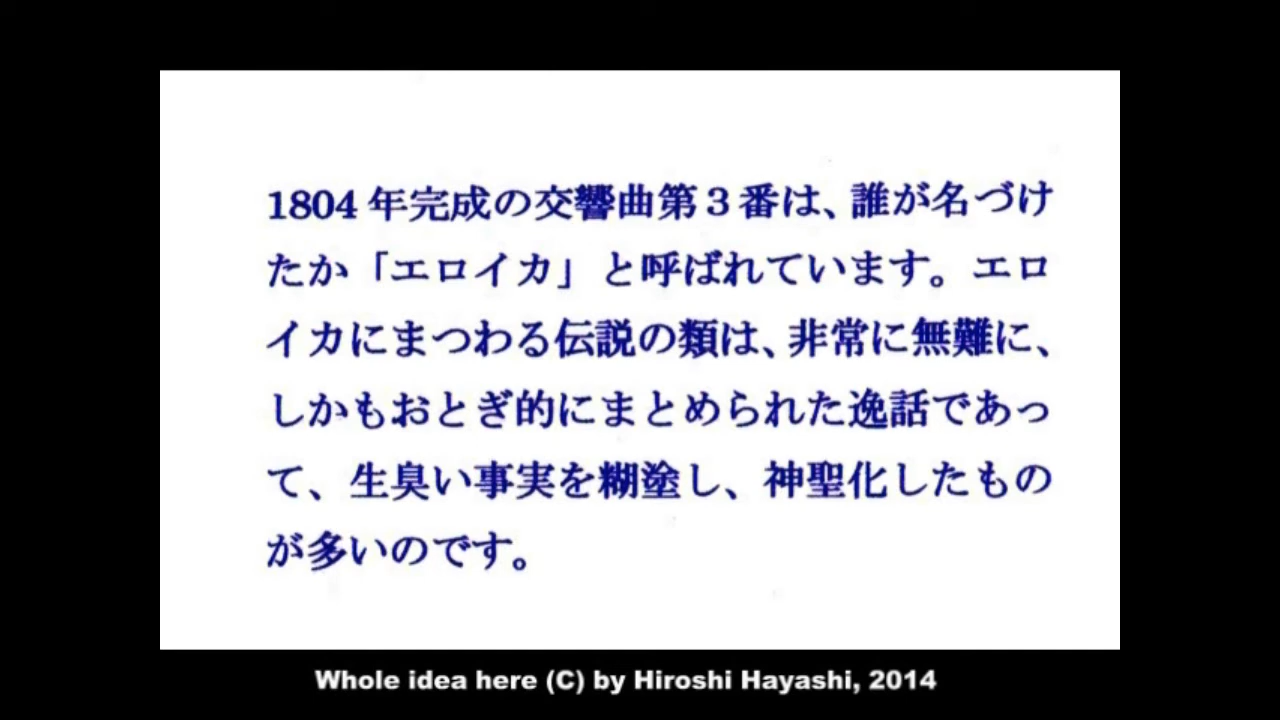 1804年完成の交響曲第３番は、誰が名づけ
たか「エロイカ」と呼ばれています。エロ
イカにまつわる伝説の類は、非常に無難に、
しかもおとぎ的にまとめられた逸話であっ
て、生臭い事実を糊塗し、神聖化したもの
が多いのです。
Whole idea here (C) by Hiroshi Hayashi, 2014